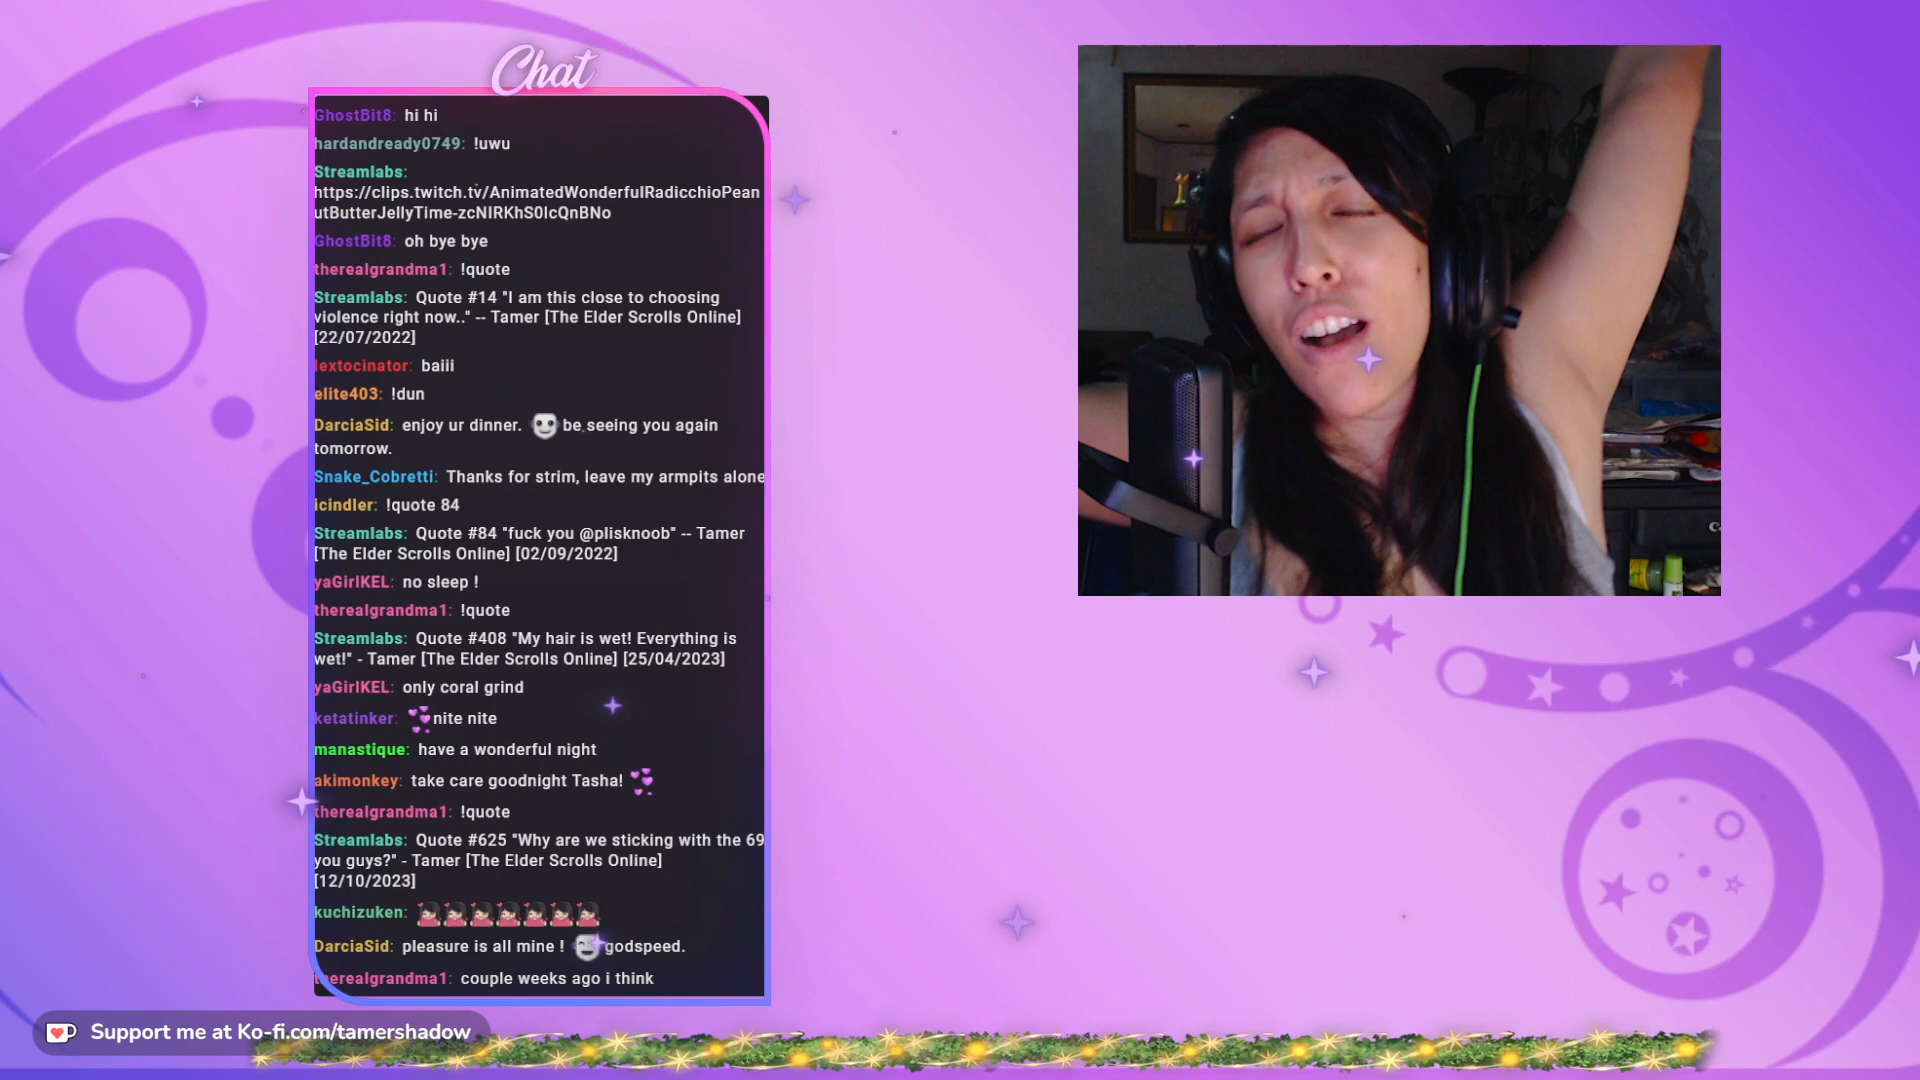 Chat
GhostBit8: hi hi
hardandready0749: !uwu
Streamlabs:
https://clips.twitch.tv/AnimatedWonderfulRadicchioPean
utButterJellyTime-zcNIRKhS0IcQnBNo
GhostBit8: oh bye bye
therealgrandma1: !quote
Streamlabs: Quote #14 "I am this close to choosing
violence right now.." -- Tamer [The Elder Scrolls Online]
[22/07/2022]
lextocinator: baiii
elite403: !dun
DarciaSid: enjoy ur dinner. be seeing you again
tomorrow.
Snake_Cobretti: Thanks for strim, leave my armpits alone
icindler: !quote 84
Streamlabs: Quote #84 "fuck you @plisknoob" -- Tamer
[The Elder Scrolls Online] [02/09/2022]
yaGirlKEL: no sleep !
therealgrandma1: !quote
Streamlabs: Quote #408 "My hair is wet! Everything is
wet!" - Tamer [The Elder Scrolls Online] [25/04/2023]
yaGirlKEL: only coral grind
ketatinker: nite nite
manastique: have a wonderful night
akimonkey: take care goodnight Tasha!
therealgrandma1: !quote
Streamlabs: Quote #625 "Why are we sticking with the 69
you guys?" - Tamer [The Elder Scrolls Online]
[12/10/2023]
kuchizuken:
DarciaSid: pleasure is all mine ! godspeed.
therealgrandma1: couple weeks ago i think
Support me at Ko-fi.com/tamershadow